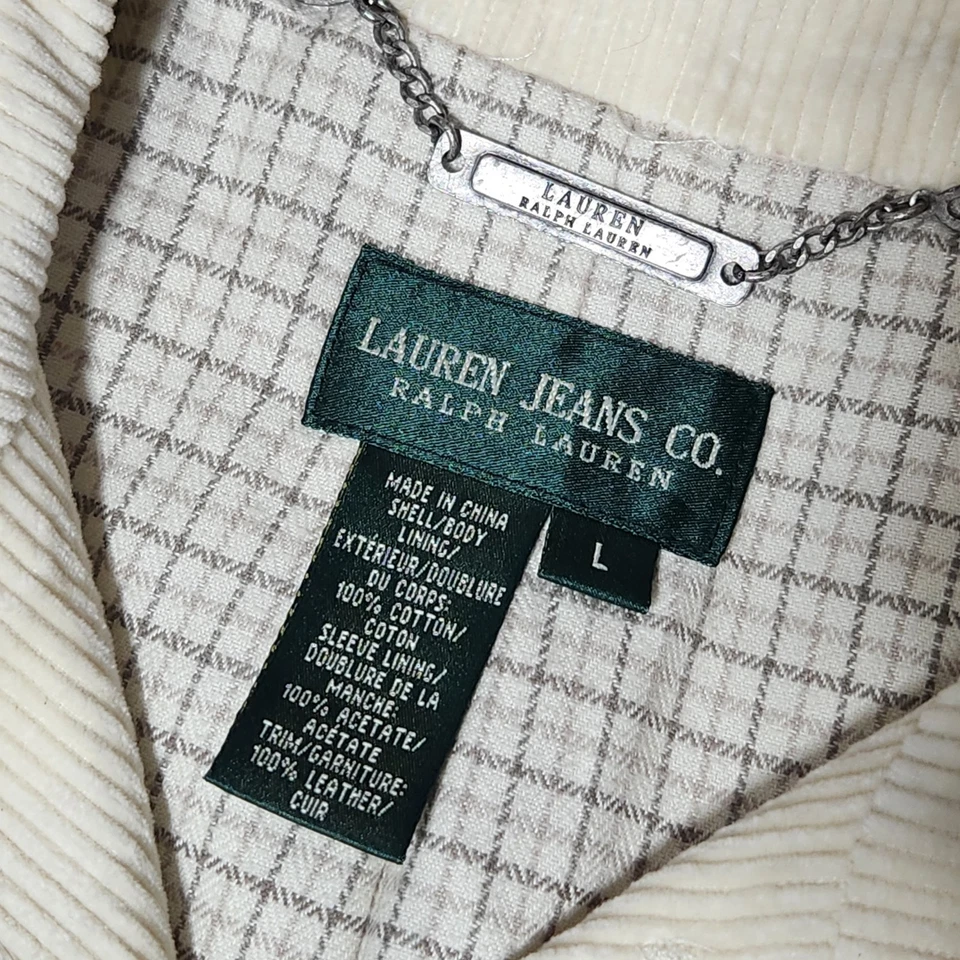 LAUREN
RALPH LAUREN
LAUREN JEANS CO.
RALPH LAUREN
L
MADE IN CHINA
SHELL/BODY
LINING/
EXTERIEUR/DOUBLURE
DU CORPS:
100% COTTON/
COTON
SLEEVE LINING/
DOUBLURE DE LA
MANCHE:
100% ACETATE/
ACÉTATE
TRIM/GARNITURE:
100% LEATHER/
CUIR